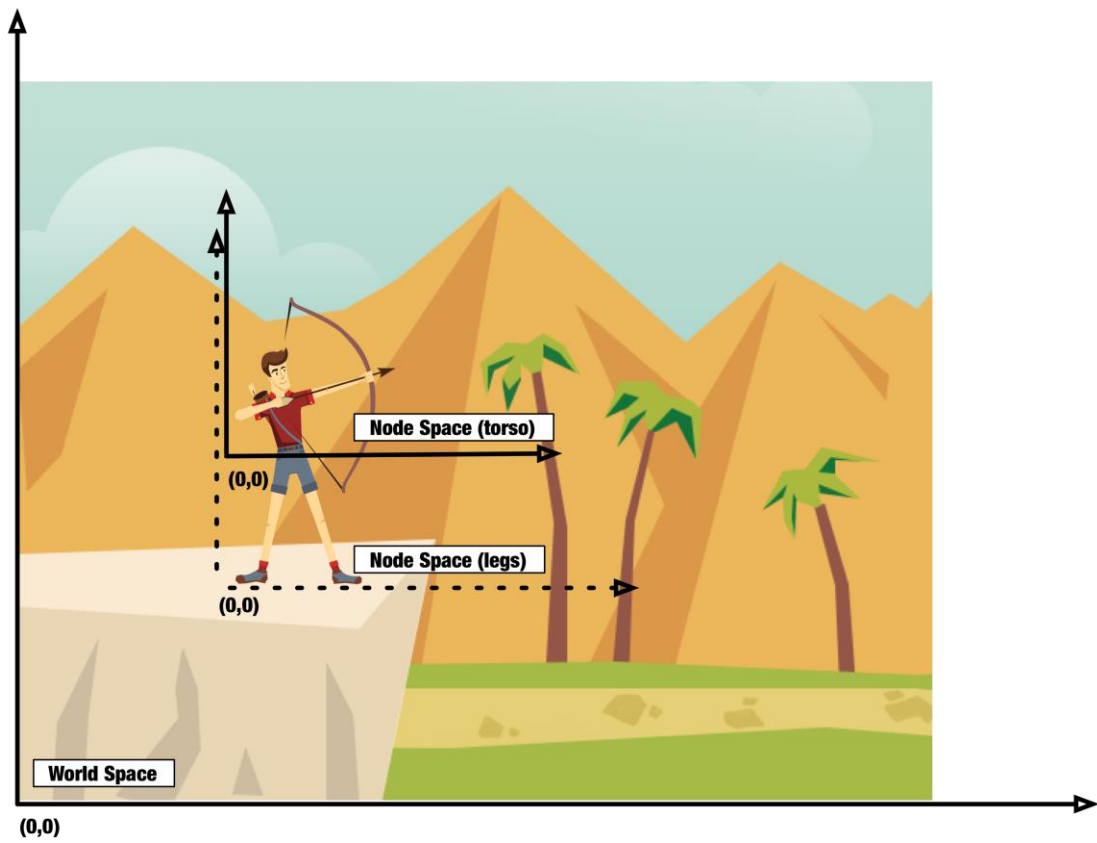 Node Space (torso)
(0,0)
Node Space (legs)
(0,0)
World Space
(0,0)